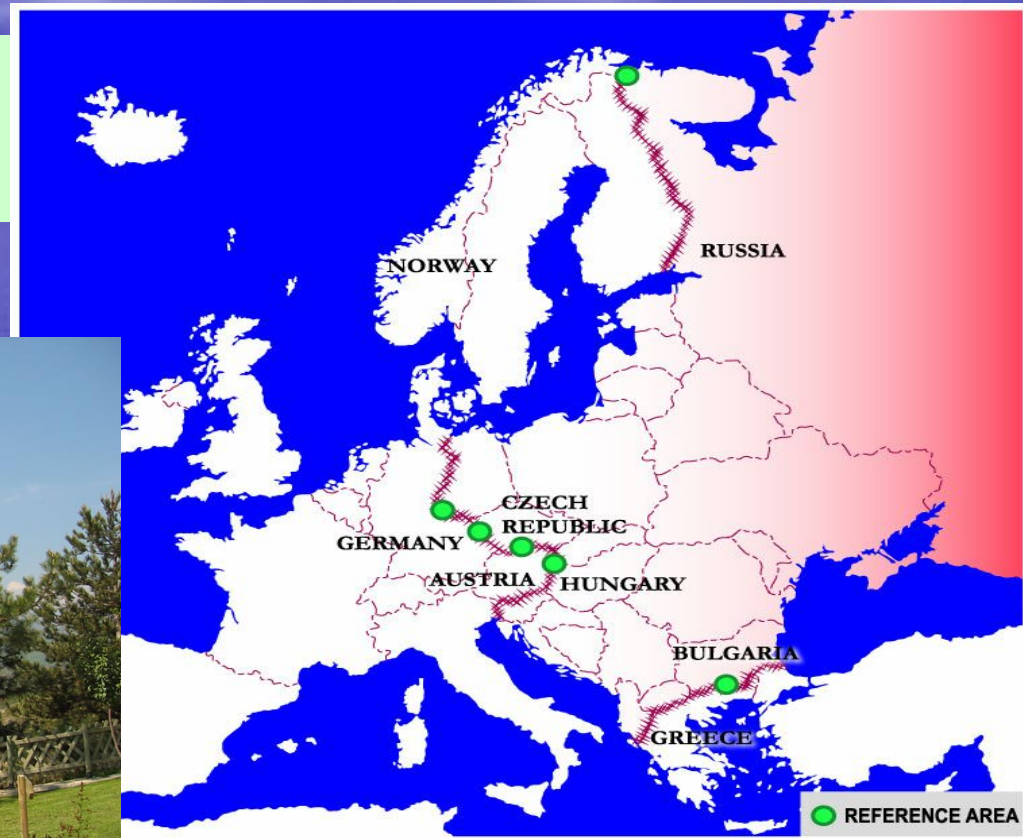 RUSSIA
NORWAY
CZECH
REPUBLIC
GERMANY
AUSTRIA
HUNGARY
BULGARIA
GREECE
REFERENCE AREA